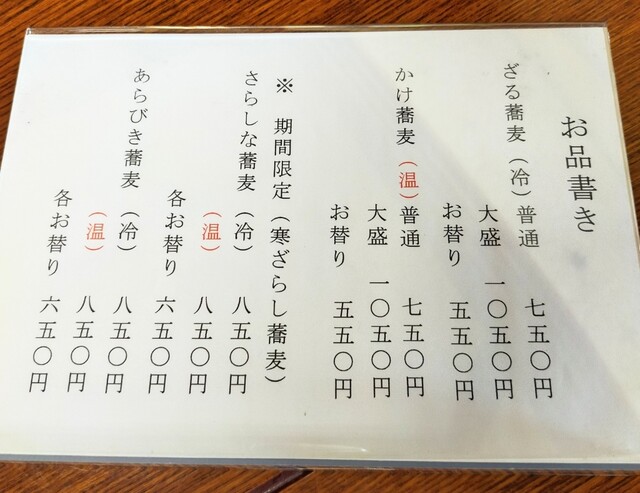 お品書き
ざる蕎麦（冷）普通　七五〇円
大盛　一〇五〇円
お替り　五五〇円
かけ蕎麦（温）普通　七五〇円
大盛　一〇五〇円
お替り　五五〇円
※　期間限定（寒ざらし蕎麦）
さらしな蕎麦（冷）　八五〇円
（温）　八五〇円
各お替り　六五〇円
あらびき蕎麦（冷）　八五〇円
（温）　八五〇円
各お替り　六五〇円